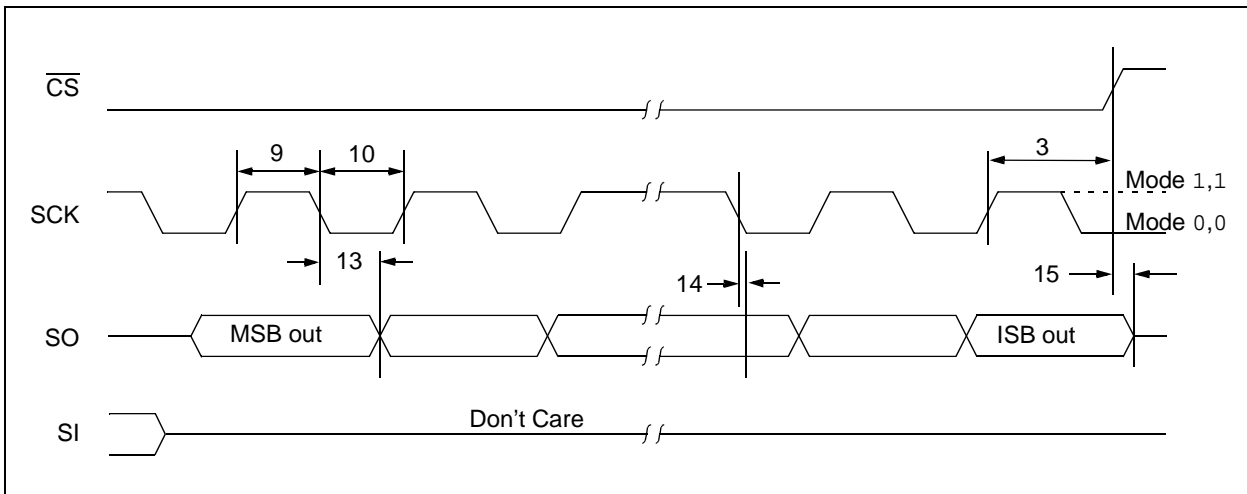 CS
9
10
3
Mode 1,1
SCK
Mode 0,0
13
14
15
SO
MSB out
ISB out
Don't Care
SI